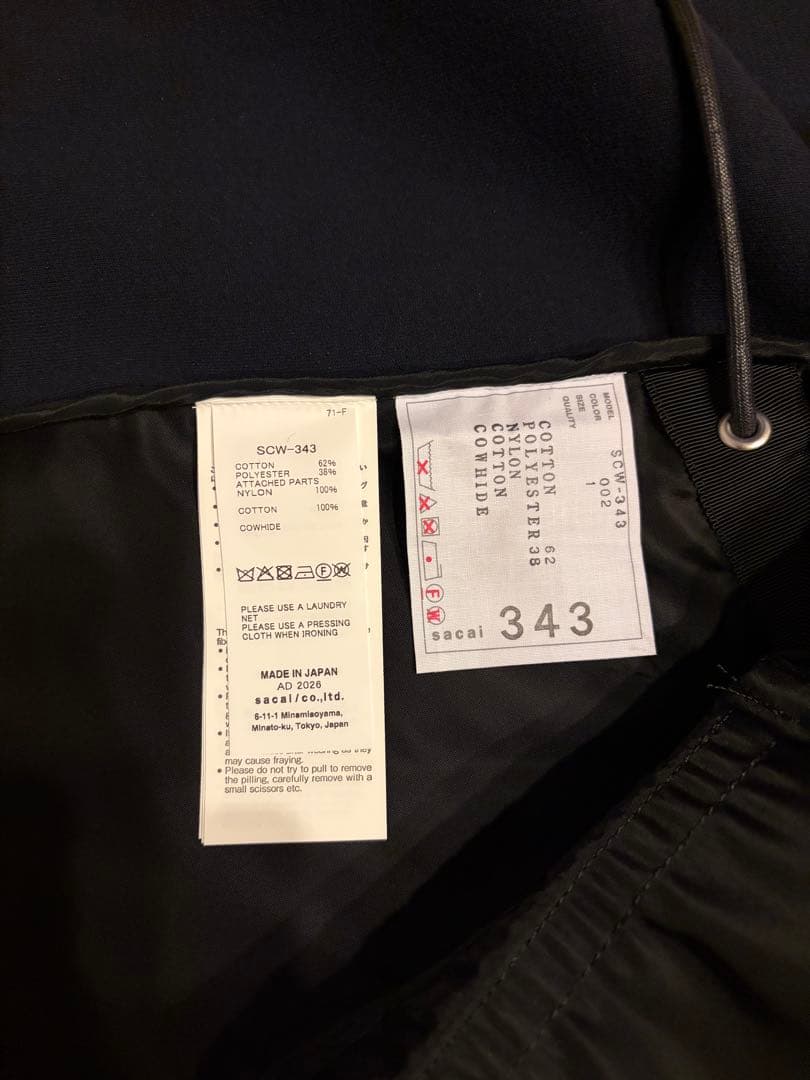 71-F
SCW-343
COTTON 62%
POLYESTER 38%
ATTACHED PARTS
NYLON 100%
COTTON 100%
COWHIDE
PLEASE USE A LAUNDRY
NET
PLEASE USE A PRESSING
CLOTH WHEN IRONING
MADE IN JAPAN
AD 2026
sacai/co.,ltd.
6-11-1 Minamiaoyama,
Minato-ku, Tokyo, Japan
may cause fraying.
• Please do not try to pull to remove
the pilling, carefully remove with a
small scissors etc.
MODEL SCW-343
COLOR 002
SIZE 1
QUALITY
COTTON 62
POLYESTER 38
NYLON
COTTON
COWHIDE
sacai 343